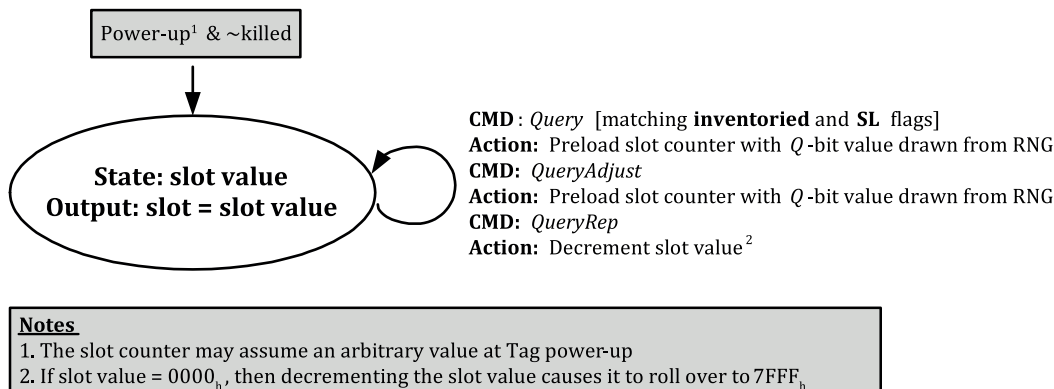 Power-up¹ & ~killed
State: slot value
Output: slot = slot value
CMD : Query [matching inventoried and SL flags]
Action: Preload slot counter with Q -bit value drawn from RNG
CMD: QueryAdjust
Action: Preload slot counter with Q -bit value drawn from RNG
CMD: QueryRep
Action: Decrement slot value²
Notes
1. The slot counter may assume an arbitrary value at Tag power-up
2. If slot value = 0000ₕ, then decrementing the slot value causes it to roll over to 7FFFₕ